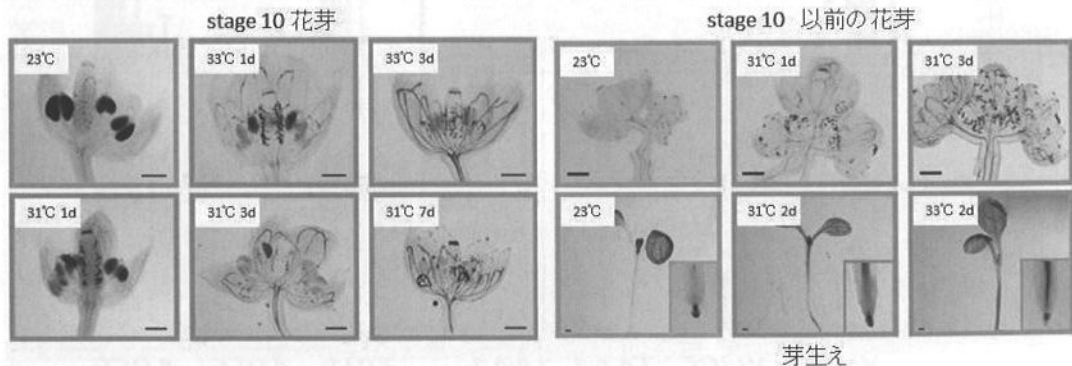 stage 10 花芽
stage 10 以前の花芽
23℃
33℃ 1d
33℃ 3d
23℃
31℃ 1d
31℃ 3d
31℃ 1d
31℃ 3d
31℃ 7d
23℃
31℃ 2d
33℃ 2d
芽生え